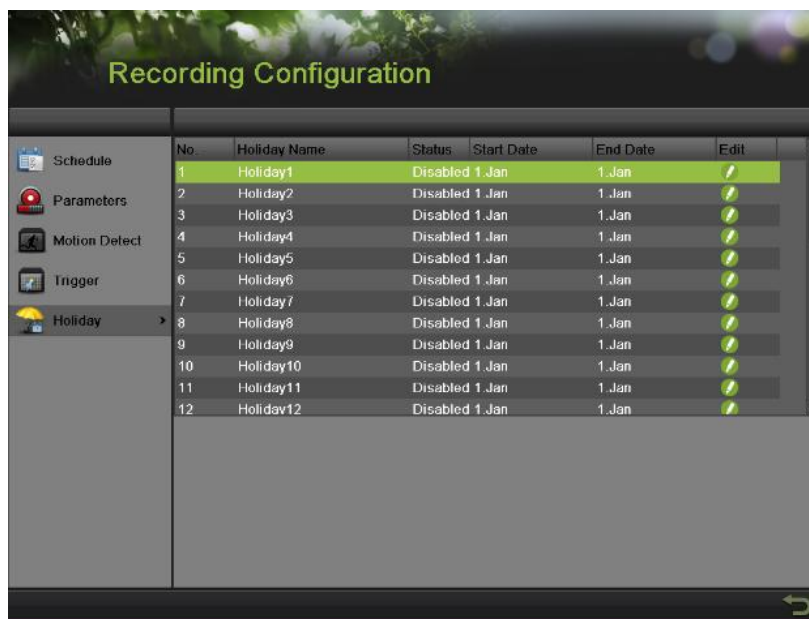 Recording Configuration
Schedule
Parameters
Motion Detect
Trigger
Holiday
No. Holiday Name Status Start Date End Date Edit
1 Holiday1 Disabled 1.Jan 1.Jan
2 Holiday2 Disabled 1.Jan 1.Jan
3 Holiday3 Disabled 1.Jan 1.Jan
4 Holiday4 Disabled 1.Jan 1.Jan
5 Holiday5 Disabled 1.Jan 1.Jan
6 Holiday6 Disabled 1.Jan 1.Jan
7 Holiday7 Disabled 1.Jan 1.Jan
8 Holiday8 Disabled 1.Jan 1.Jan
9 Holiday9 Disabled 1.Jan 1.Jan
10 Holiday10 Disabled 1.Jan 1.Jan
11 Holiday11 Disabled 1.Jan 1.Jan
12 Holiday12 Disabled 1.Jan 1.Jan